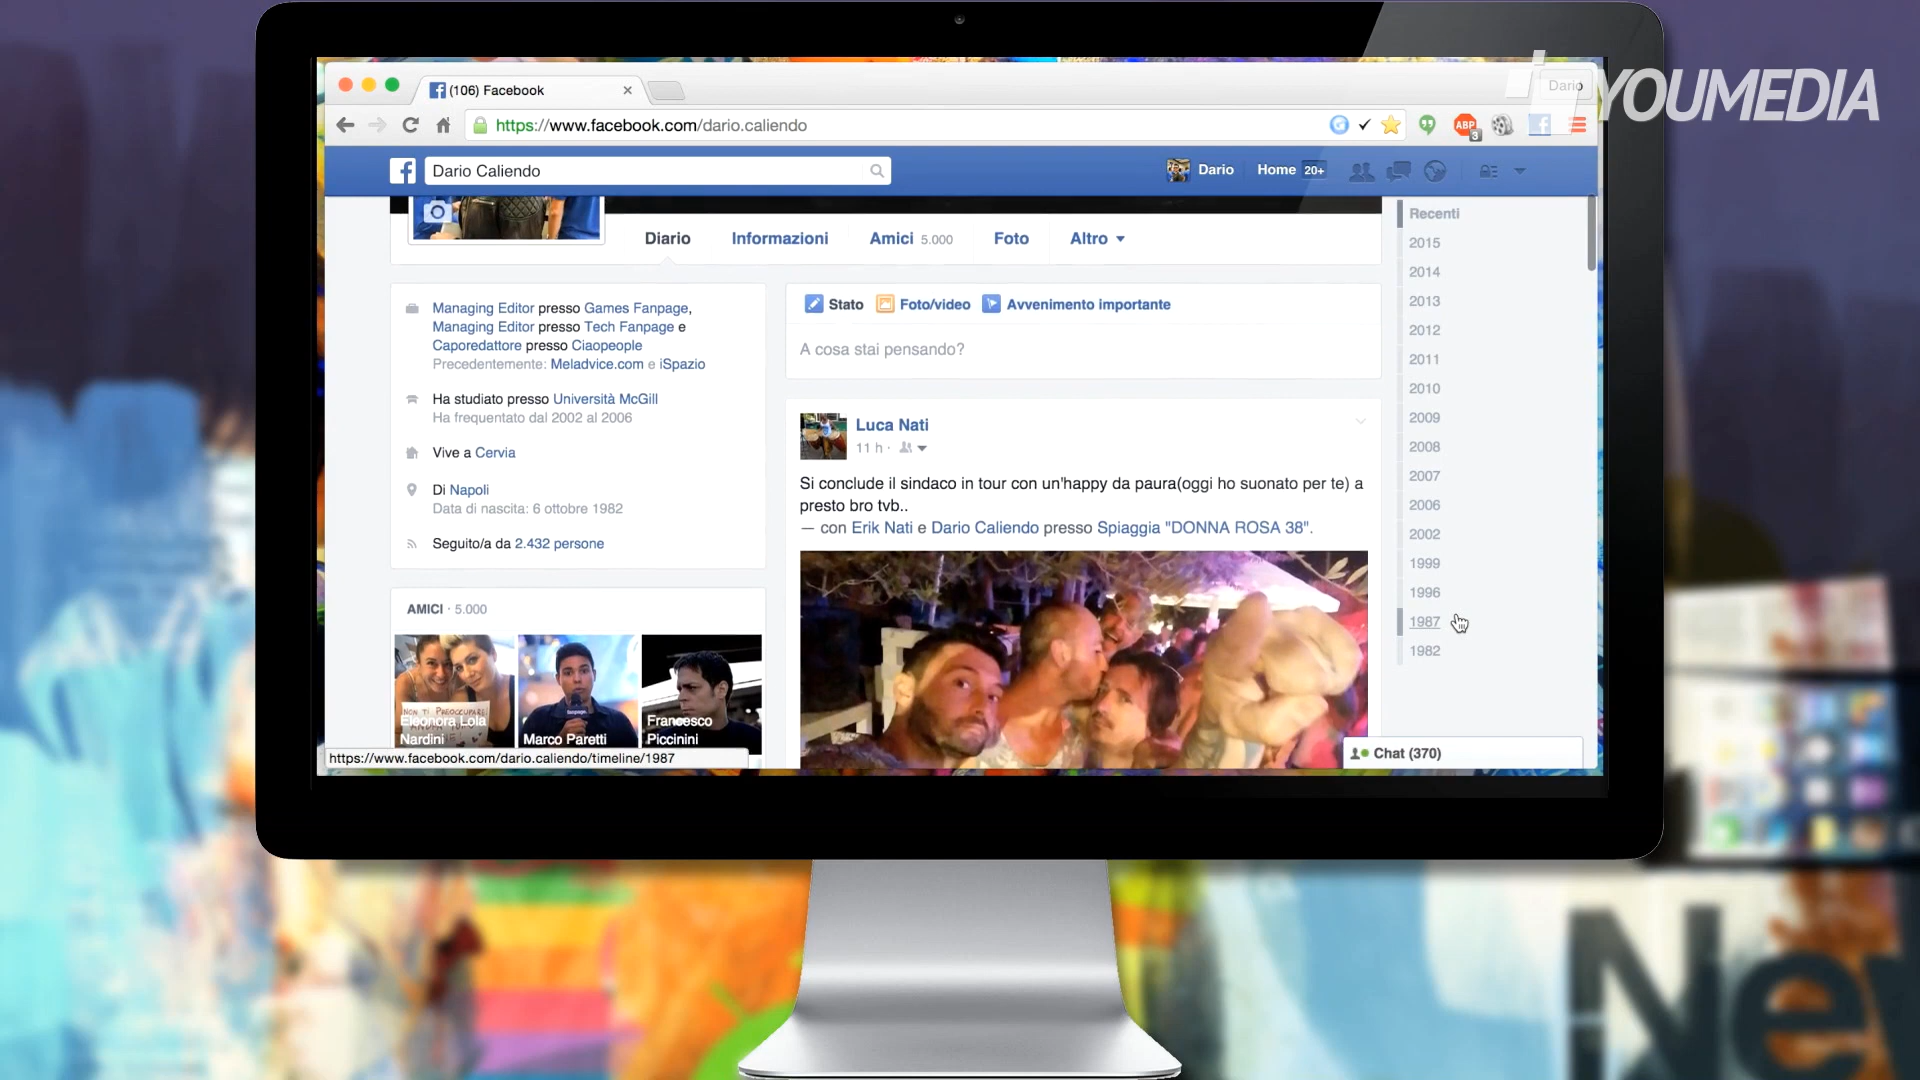 YOUMEDIA
(106) Facebook
Dario
https://www.facebook.com/dario.caliendo
ABP
3
Dario Caliendo
Dario
Home 20+
Diario
Informazioni
Amici 5.000
Foto
Altro
Managing Editor presso Games Fanpage,
Managing Editor presso Tech Fanpage e
Caporedattore presso Ciaopeople
Precedentemente: Meladvice.com e iSpazio
Ha studiato presso Università McGill
Ha frequentato dal 2002 al 2006
Vive a Cervia
Di Napoli
Data di nascita: 6 ottobre 1982
Seguito/a da 2.432 persone
AMICI · 5.000
NON TI PREOCCUPARE
Eleonora Lola
Nardini
Marco Paretti
Francesco
Piccinini
https://www.facebook.com/dario.caliendo/timeline/1987
Stato
Foto/video
Avvenimento importante
A cosa stai pensando?
Luca Nati
11 h ·
Si conclude il sindaco in tour con un'happy da paura(oggi ho suonato per te) a
presto bro tvb..
— con Erik Nati e Dario Caliendo presso Spiaggia "DONNA ROSA 38".
Recenti
2015
2014
2013
2012
2011
2010
2009
2008
2007
2006
2002
1999
1996
1987
1982
Chat (370)
Ne